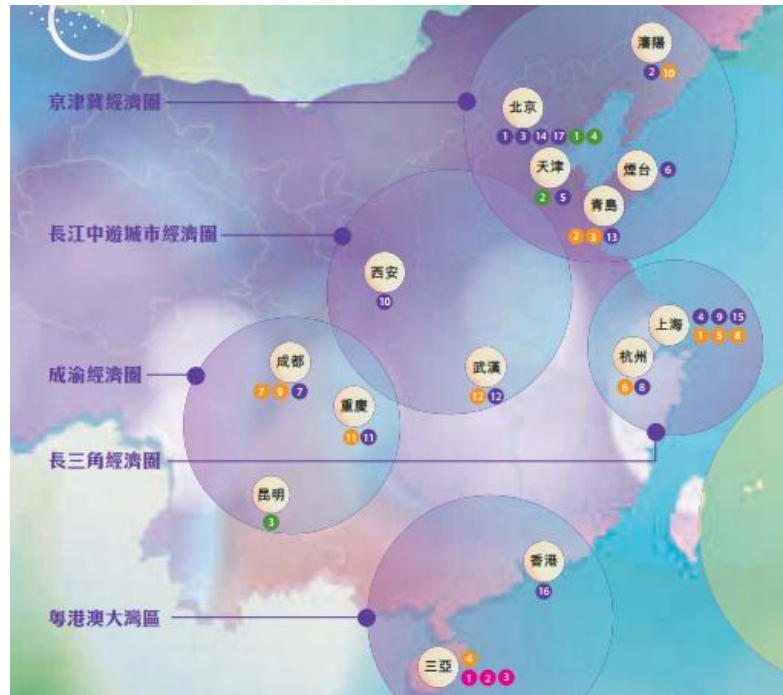 瀋陽
2 10
京津冀經濟圈
北京
1 3 14 17 1 4
天津
2 5
煙台 6
青島
2 3 13
長江中遊城市經濟圈
西安
10
上海
4 9 15
1 5 8
杭州
6 8
成渝經濟圈
成都
7 9 7
武漢
12 12
重慶
11 11
長三角經濟圈
昆明
3
香港
16
粵港澳大灣區
三亞
4
1 2 3